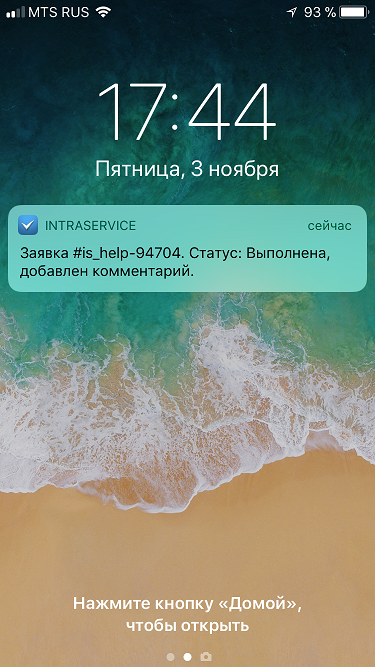 MTS RUS 93 %
17:44
Пятница, 3 ноября
INTRASERVICE сейчас
Заявка #is_help-94704. Статус: Выполнена,
добавлен комментарий.
Нажмите кнопку «Домой»,
чтобы открыть